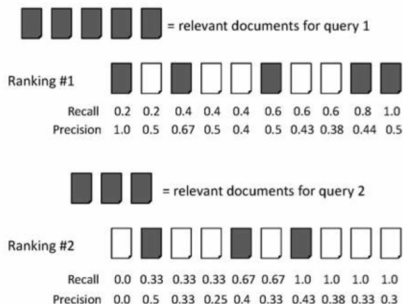 = relevant documents for query 1
Ranking #1
Recall 0.2 0.2 0.4 0.4 0.4 0.6 0.6 0.6 0.8 1.0
Precision 1.0 0.5 0.67 0.5 0.4 0.5 0.43 0.38 0.44 0.5
= relevant documents for query 2
Ranking #2
Recall 0.0 0.33 0.33 0.33 0.67 0.67 1.0 1.0 1.0 1.0
Precision 0.0 0.5 0.33 0.25 0.4 0.33 0.43 0.38 0.33 0.3